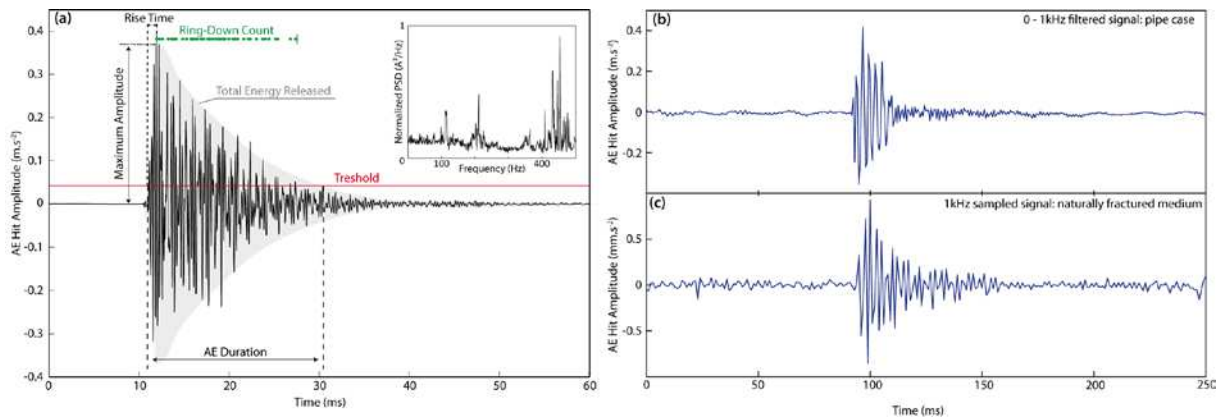 (a)
Rise Time
Ring-Down Count
Maximum Amplitude
Total Energy Released
Treshold
AE Duration
AE Hit Amplitude (m.s⁻²)
0.4
0.3
0.2
0.1
0
-0.1
-0.2
-0.3
-0.4
0 10 20 30 40 50 60
Time (ms)
Normalized PSD (A²/Hz)
1
0
100 400
Frequency (Hz)
(b) 0 - 1kHz filtered signal: pipe case
AE Hit Amplitude (m.s⁻²)
0.4
0.2
0
-0.2
(c) 1kHz sampled signal: naturally fractured medium
AE Hit Amplitude (mm.s⁻²)
0.5
0
-0.5
0 50 100 150 200 250
Time (ms)